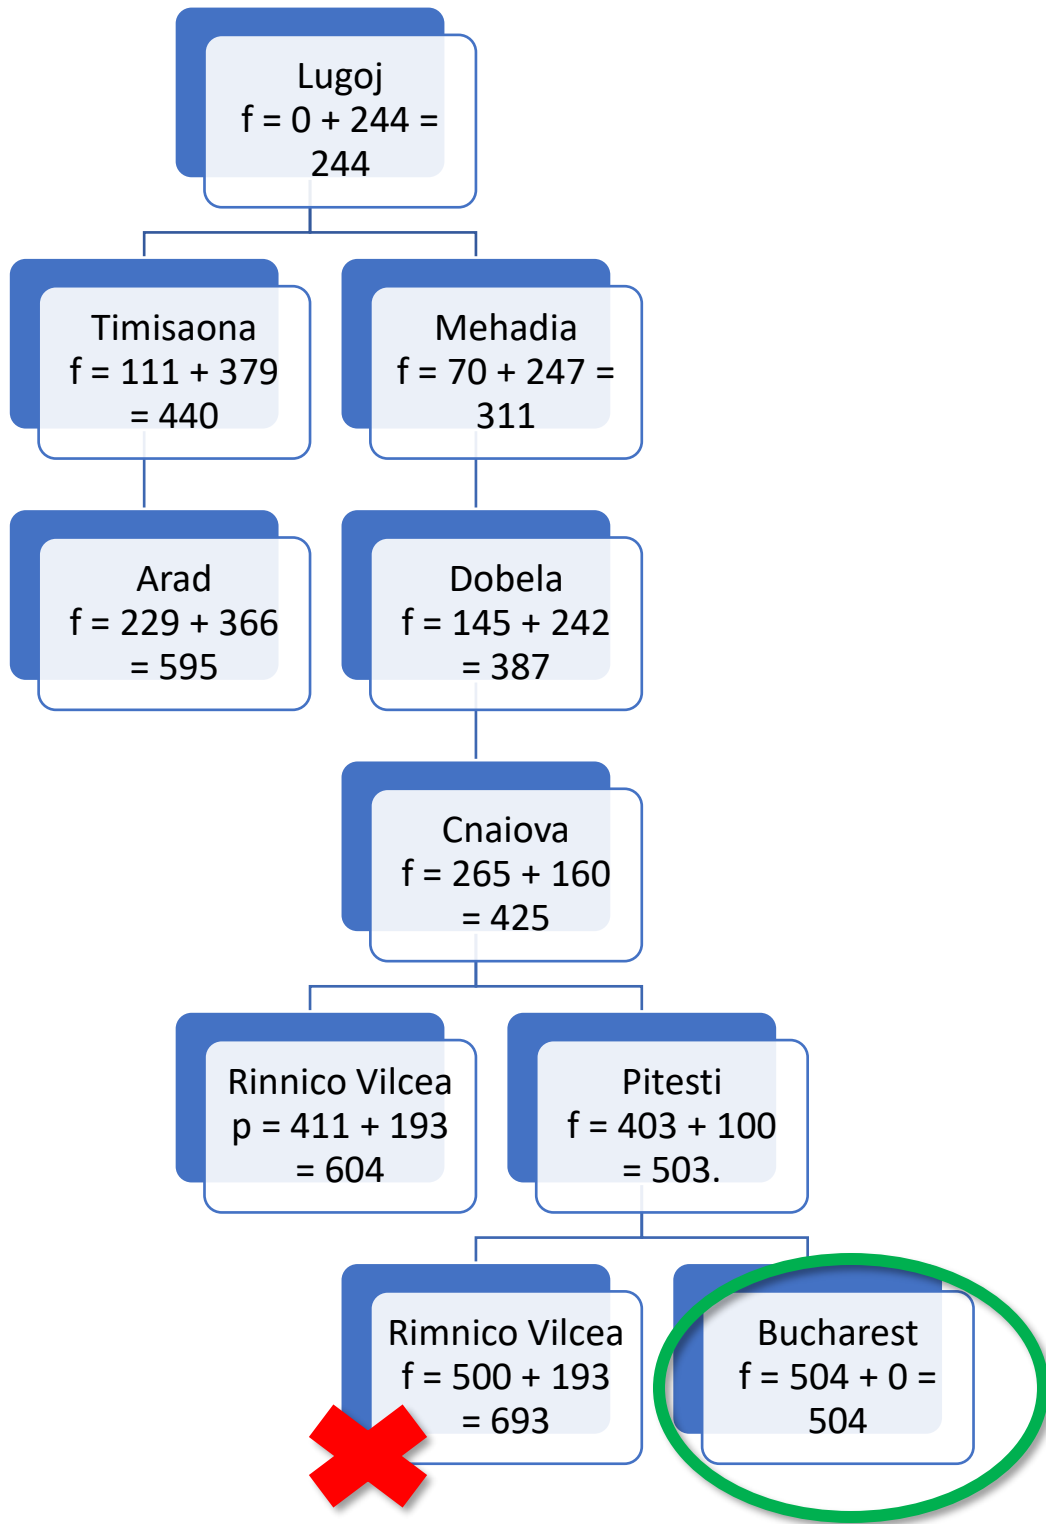 Lugoj
f = 0 + 244 =
244
Timisaona
f = 111 + 379
= 440
Mehadia
f = 70 + 247 =
311
Arad
f = 229 + 366
= 595
Dobela
f = 145 + 242
= 387
Cnaiova
f = 265 + 160
= 425
Rinnico Vilcea
p = 411 + 193
= 604
Pitesti
f = 403 + 100
= 503.
Rimnico Vilcea
f = 500 + 193
= 693
Bucharest
f = 504 + 0 =
504